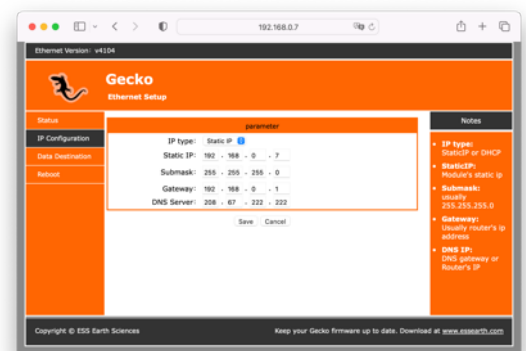 192.168.0.7
Ethernet Version: v4104
Gecko
Ethernet Setup
Status
IP Configuration
Data Destination
Reboot
parameter
IP type: Static IP
Static IP: 192 . 168 . 0 . 7
Submask: 255 . 255 . 255 . 0
Gateway: 192 . 168 . 0 . 1
DNS Server: 208 . 67 . 222 . 222
Save Cancel
Notes
• IP type:
StaticIP or DHCP
• StaticIP:
Module's static ip
• Submask:
usually
255.255.255.0
• Gateway:
Usually router's ip
address
• DNS IP:
DNS gateway or
Router's IP
Copyright © ESS Earth Sciences
Keep your Gecko firmware up to date. Download at www.essearth.com